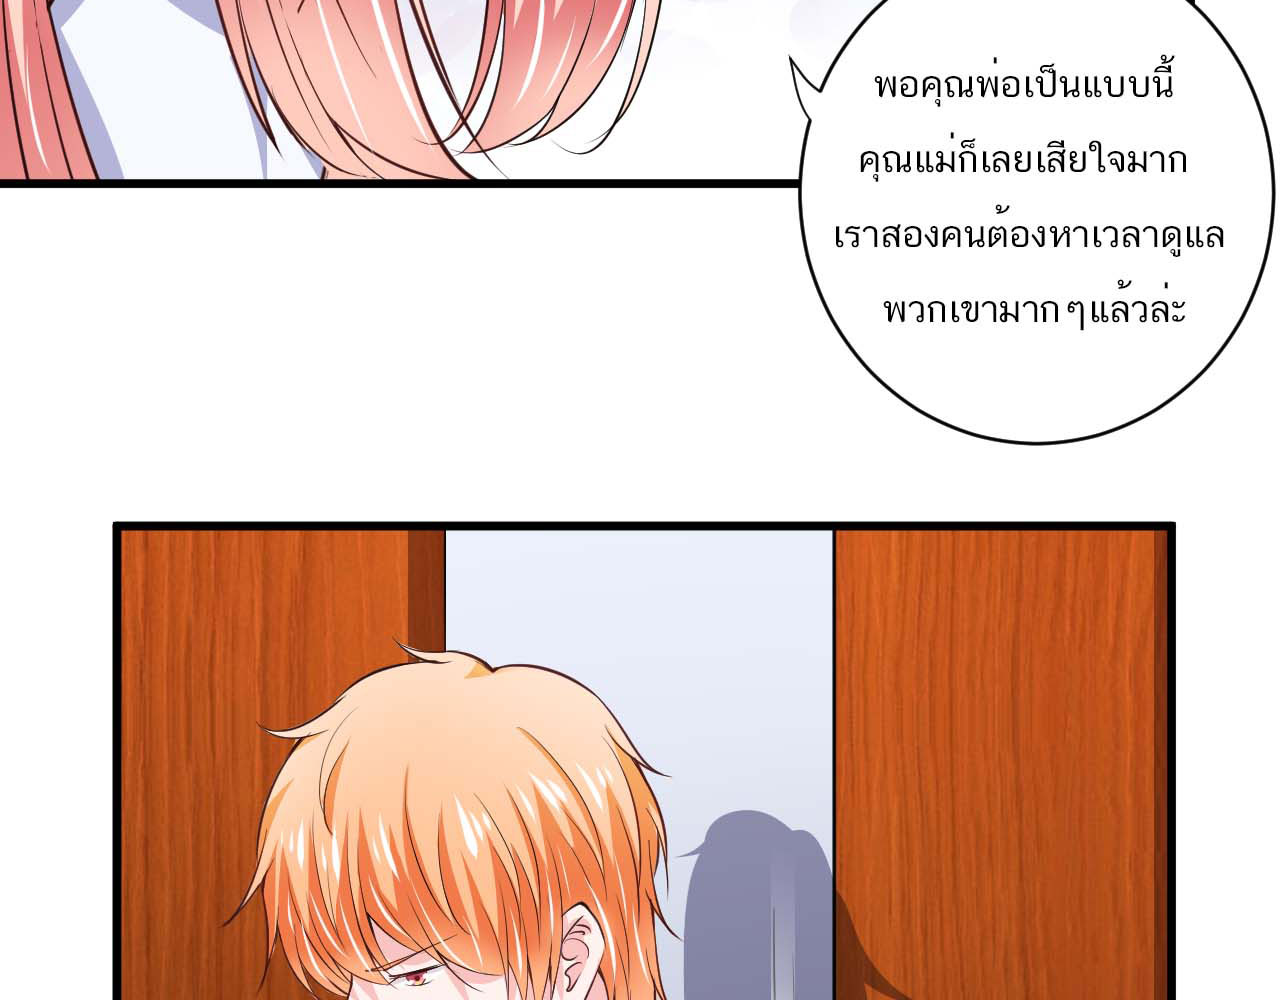 พอคุณพ่อเป็นแบบนี้
คุณแม่ก็เลยเสียใจมาก
เราสองคนต้องหาเวลาดูแล
พวกเขามากๆแล้วล่ะ